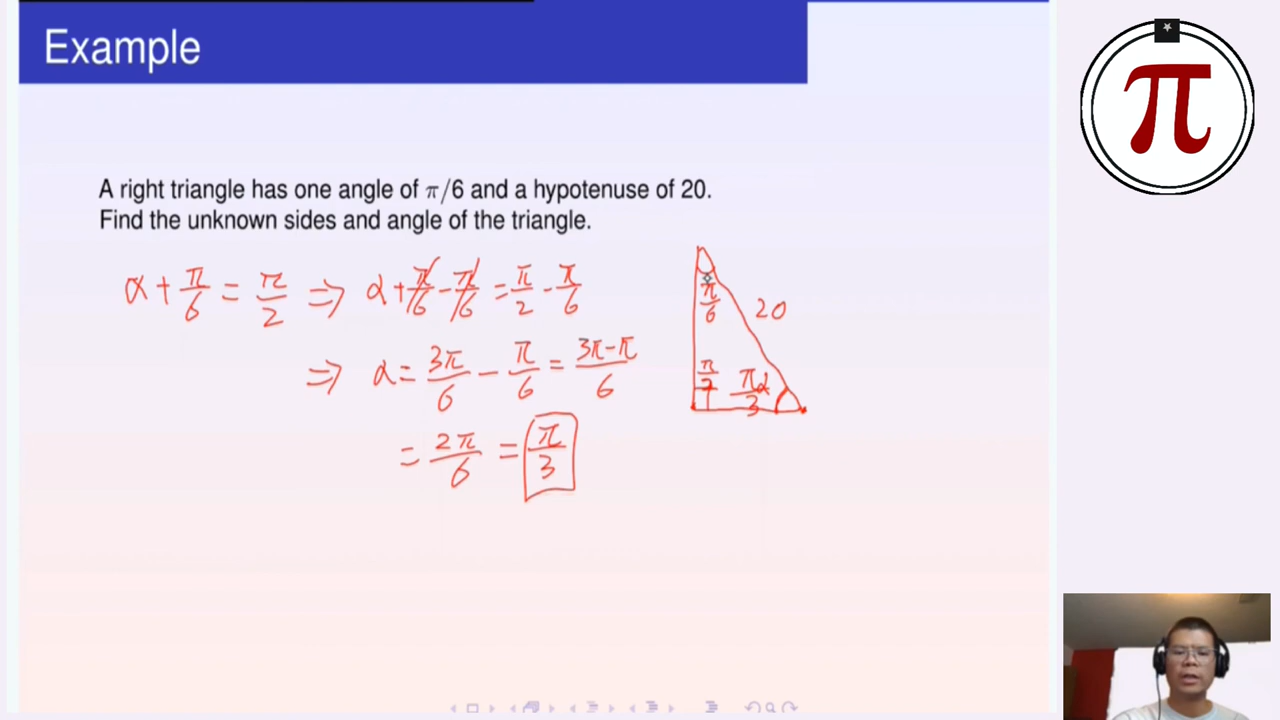 Example
A right triangle has one angle of π/6 and a hypotenuse of 20.
Find the unknown sides and angle of the triangle.
α + π/6 = π/2 ⇒ α + π/6 - π/6 = π/2 - π/6
⇒ α = 3π/6 - π/6 = 3π-π/6
= 2π/6 = π/3
π/6
20
π/2
π/3 α
π